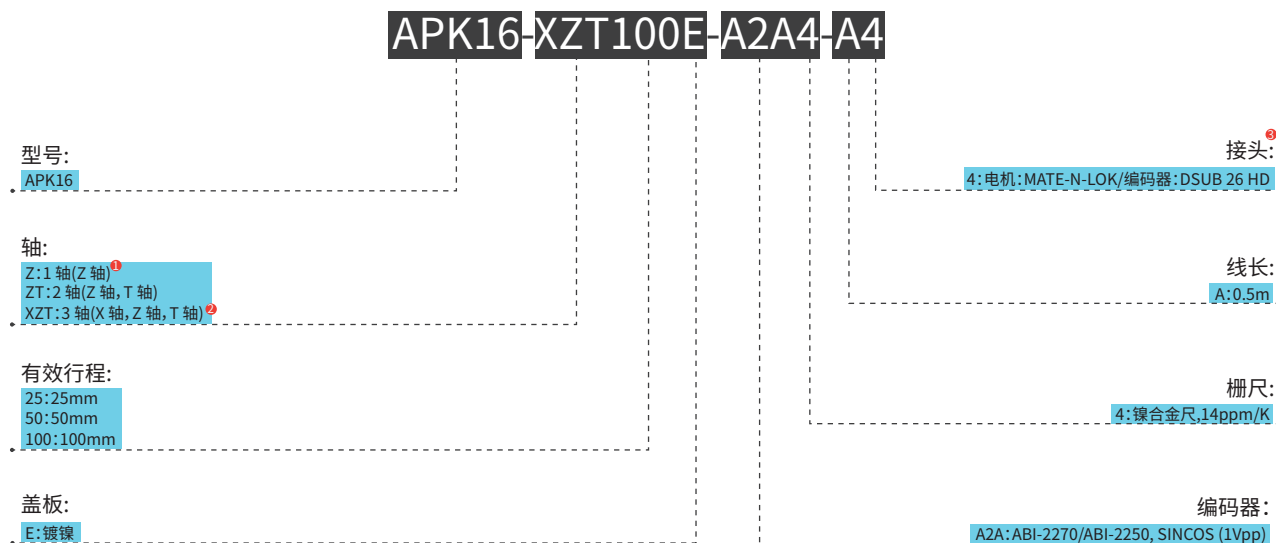 APK16-XZT100E-A2A4-A4
型号:
APK16
轴:
Z:1 轴(Z 轴)❶
ZT:2 轴(Z 轴,T 轴)
XZT:3 轴(X 轴,Z 轴,T 轴)❷
有效行程:
25:25mm
50:50mm
100:100mm
盖板:
E:镀镍
接头:❸
4:电机:MATE-N-LOK/编码器:DSUB 26 HD
线长:
A:0.5m
栅尺:
4:镍合金尺,14ppm/K
编码器:
A2A:ABI-2270/ABI-2250, SINCOS (1Vpp)